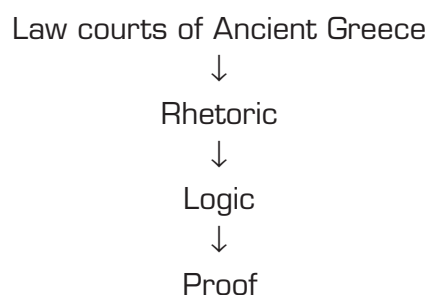 Law courts of Ancient Greece
↓
Rhetoric
↓
Logic
↓
Proof